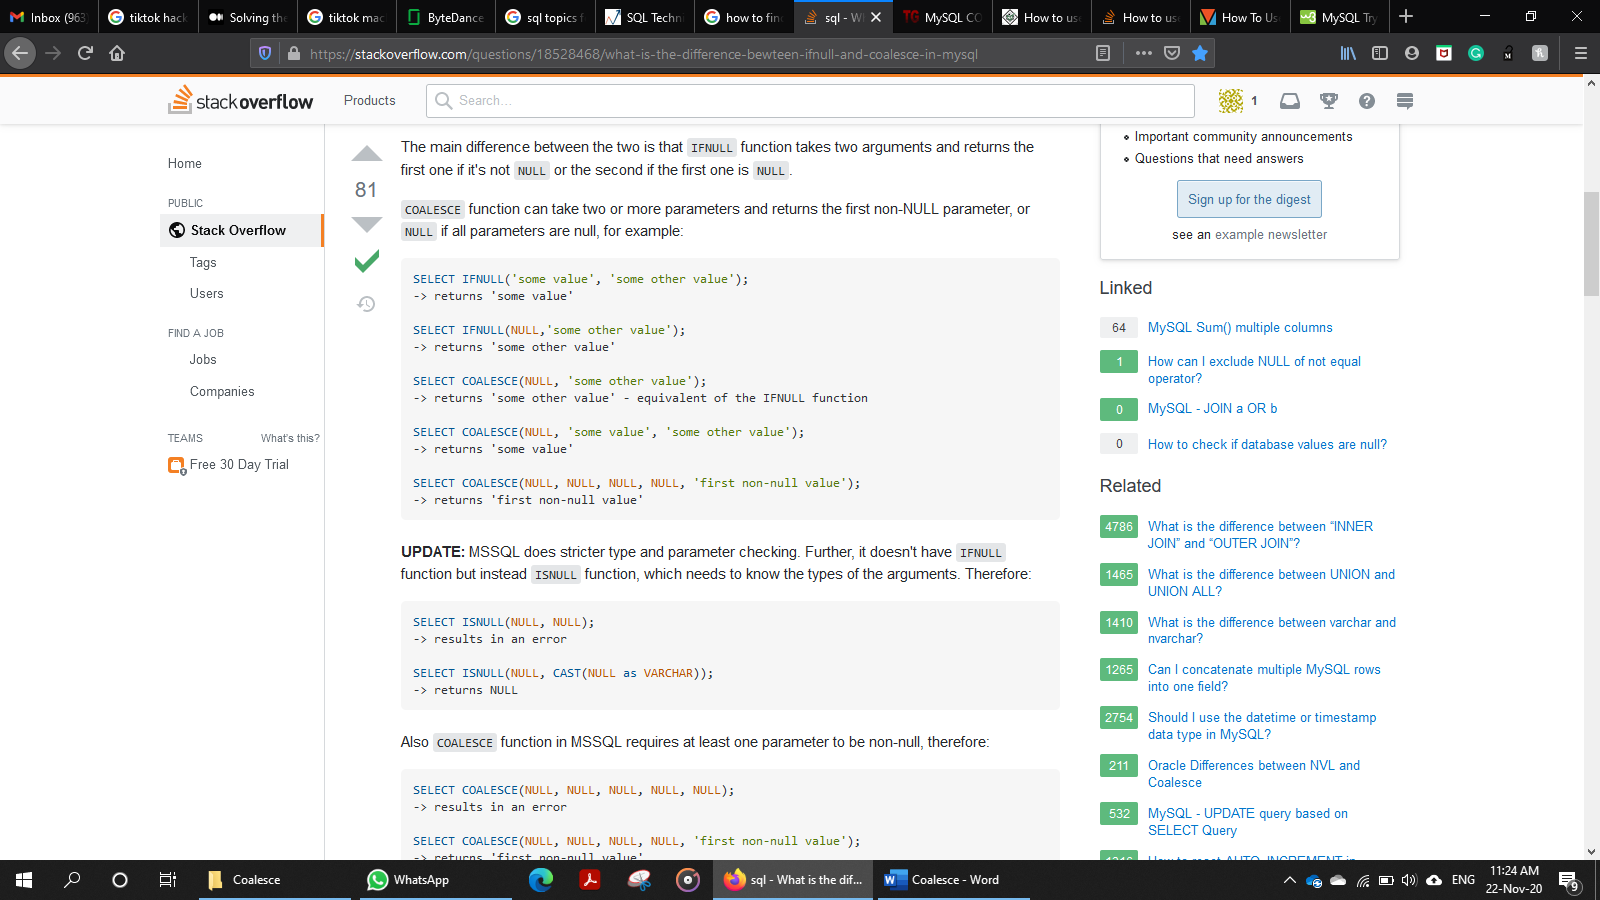 Inbox (963)
tiktok hack
Solving the
tiktok mac
ByteDance
sql topics f
SQL Techni
how to find
sql - W
MySQL CO
How to use
How to use
How To Use
MySQL Try
https://stackoverflow.com/questions/18528468/what-is-the-difference-bewteen-ifnull-and-coalesce-in-mysql
stackoverflow
Products
Search...
1
Home
PUBLIC
Stack Overflow
Tags
Users
FIND A JOB
Jobs
Companies
TEAMS What's this?
Free 30 Day Trial
81
The main difference between the two is that IFNULL function takes two arguments and returns the
first one if it's not NULL or the second if the first one is NULL.
COALESCE function can take two or more parameters and returns the first non-NULL parameter, or
NULL if all parameters are null, for example:
SELECT IFNULL('some value', 'some other value');
-> returns 'some value'
SELECT IFNULL(NULL,'some other value');
-> returns 'some other value'
SELECT COALESCE(NULL, 'some other value');
-> returns 'some other value' - equivalent of the IFNULL function
SELECT COALESCE(NULL, 'some value', 'some other value');
-> returns 'some value'
SELECT COALESCE(NULL, NULL, NULL, NULL, 'first non-null value');
-> returns 'first non-null value'
UPDATE: MSSQL does stricter type and parameter checking. Further, it doesn't have IFNULL
function but instead ISNULL function, which needs to know the types of the arguments. Therefore:
SELECT ISNULL(NULL, NULL);
-> results in an error
SELECT ISNULL(NULL, CAST(NULL as VARCHAR));
-> returns NULL
Also COALESCE function in MSSQL requires at least one parameter to be non-null, therefore:
SELECT COALESCE(NULL, NULL, NULL, NULL, NULL);
-> results in an error
SELECT COALESCE(NULL, NULL, NULL, NULL, 'first non-null value');
-> returns 'first non-null value'
Important community announcements
Questions that need answers
Sign up for the digest
see an example newsletter
Linked
64 MySQL Sum() multiple columns
1 How can I exclude NULL of not equal
operator?
0 MySQL - JOIN a OR b
0 How to check if database values are null?
Related
4786 What is the difference between “INNER
JOIN” and “OUTER JOIN”?
1465 What is the difference between UNION and
UNION ALL?
1410 What is the difference between varchar and
nvarchar?
1265 Can I concatenate multiple MySQL rows
into one field?
2754 Should I use the datetime or timestamp
data type in MySQL?
211 Oracle Differences between NVL and
Coalesce
532 MySQL - UPDATE query based on
SELECT Query
How to reset AUTO_INCREMENT in
Coalesce
WhatsApp
sql - What is the dif...
Coalesce - Word
ENG
11:24 AM
22-Nov-20
9